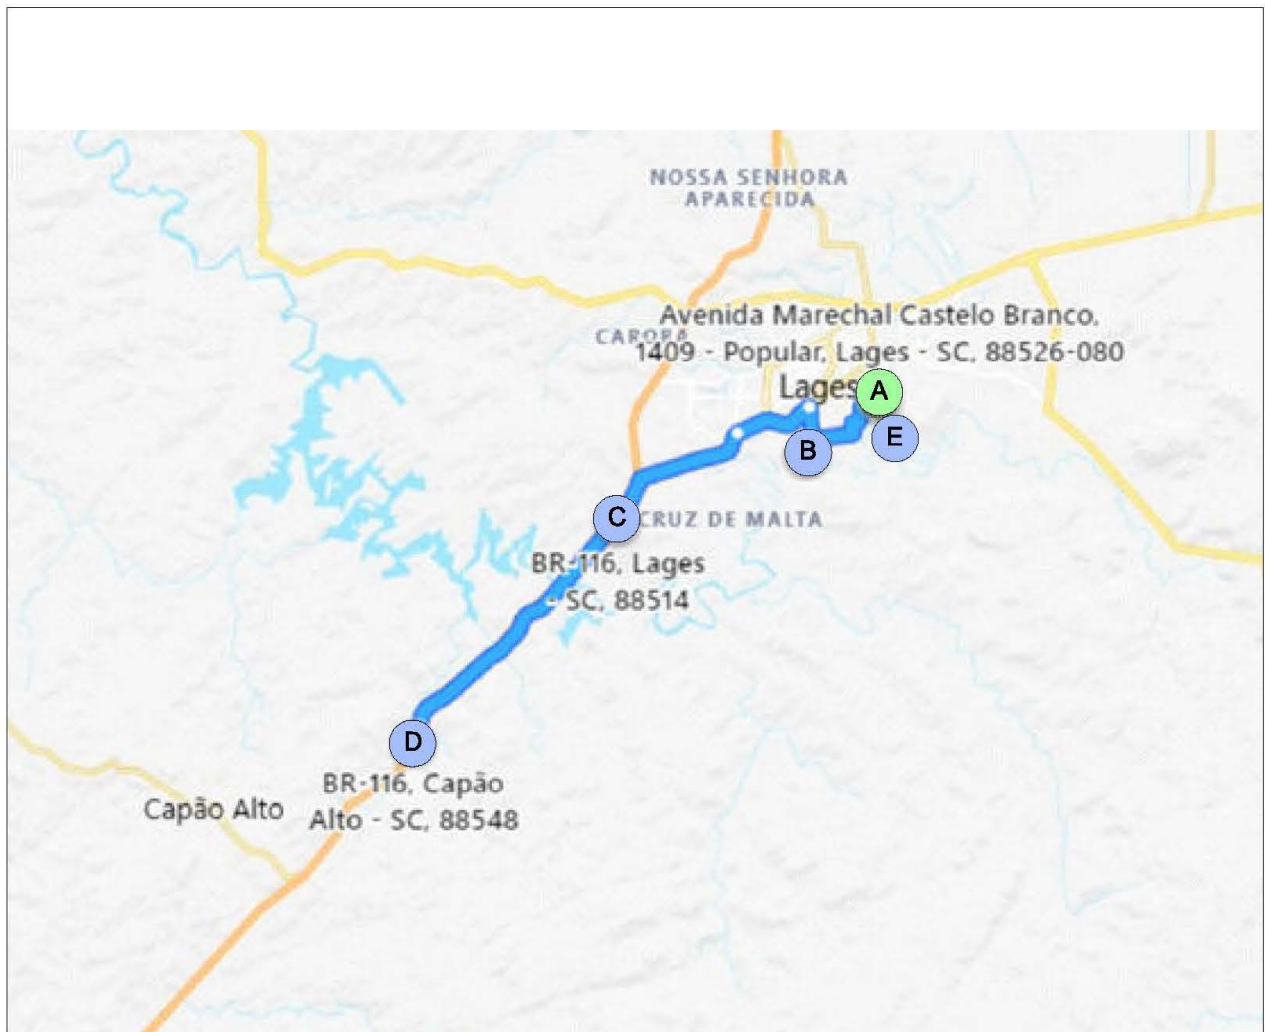 NOSSA SENHORA
APARECIDA
Avenida Marechal Castelo Branco,
CARORA
1409 - Popular, Lages - SC, 88526-080
Lages
A
E
B
C
CRUZ DE MALTA
BR-116, Lages
- SC, 88514
D
BR-116, Capão
Alto - SC, 88548
Capão Alto